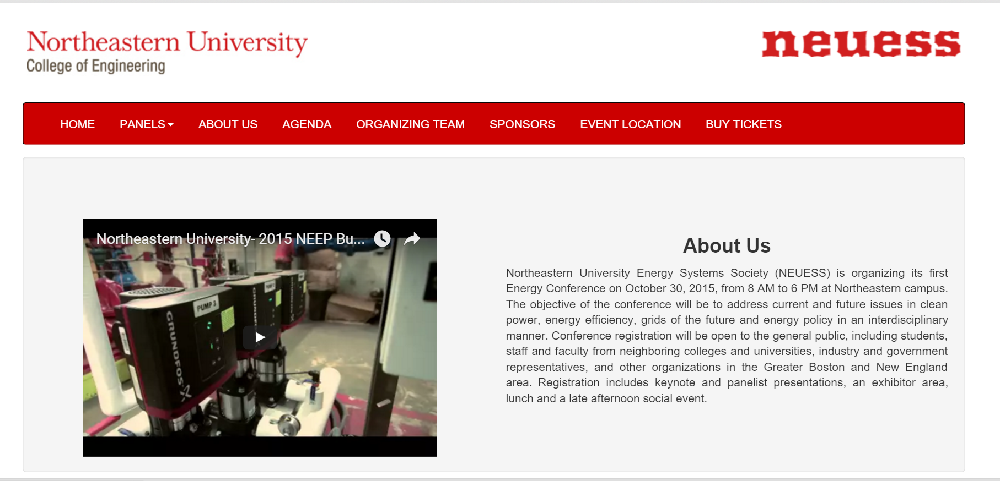 Northeastern University
College of Engineering
neuess
HOME PANELS ABOUT US AGENDA ORGANIZING TEAM SPONSORS EVENT LOCATION BUY TICKETS
Northeastern University- 2015 NEEP Bu...
PUMP 3
GRUNDFOS
GRUNDFOS
About Us
Northeastern University Energy Systems Society (NEUESS) is organizing its first
Energy Conference on October 30, 2015, from 8 AM to 6 PM at Northeastern campus.
The objective of the conference will be to address current and future issues in clean
power, energy efficiency, grids of the future and energy policy in an interdisciplinary
manner. Conference registration will be open to the general public, including students,
staff and faculty from neighboring colleges and universities, industry and government
representatives, and other organizations in the Greater Boston and New England
area. Registration includes keynote and panelist presentations, an exhibitor area,
lunch and a late afternoon social event.